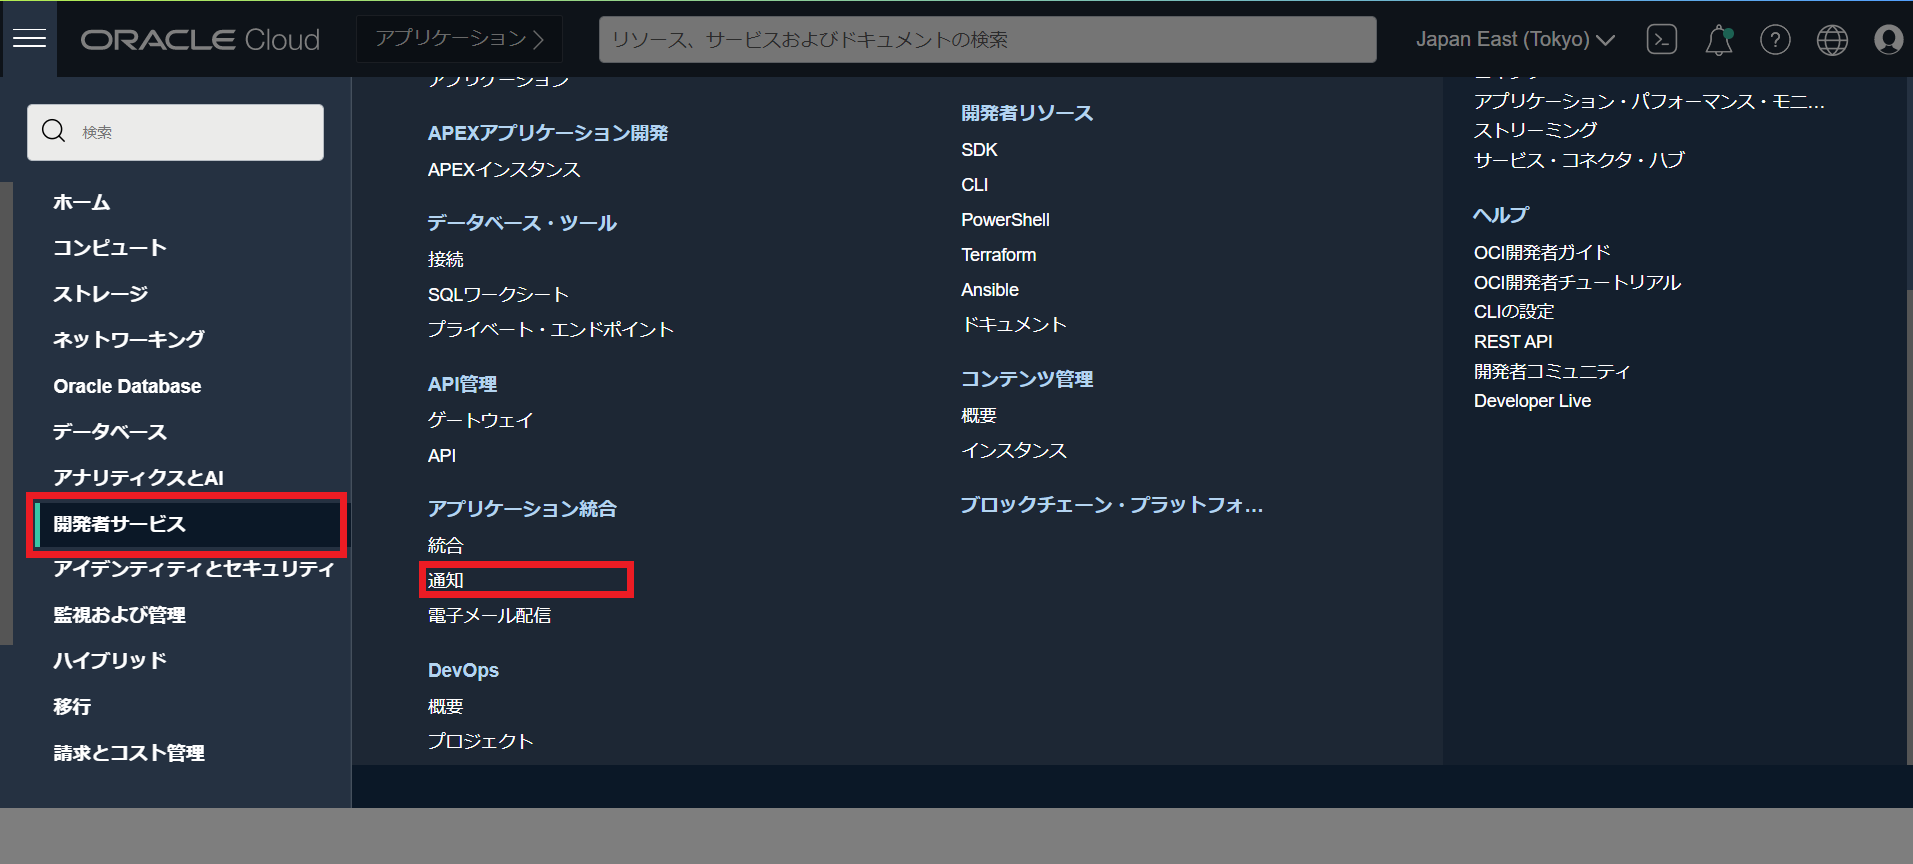 ORACLE Cloud
アプリケーション
リソース、サービスおよびドキュメントの検索
Japan East (Tokyo)
検索
ホーム
コンピュート
ストレージ
ネットワーキング
Oracle Database
データベース
アナリティクスとAI
開発者サービス
アイデンティティとセキュリティ
監視および管理
ハイブリッド
移行
請求とコスト管理
アプリケーション
APEXアプリケーション開発
APEXインスタンス
データベース・ツール
接続
SQLワークシート
プライベート・エンドポイント
API管理
ゲートウェイ
API
アプリケーション統合
統合
通知
電子メール配信
DevOps
概要
プロジェクト
開発者リソース
SDK
CLI
PowerShell
Terraform
Ansible
ドキュメント
コンテンツ管理
概要
インスタンス
ブロックチェーン・プラットフォ...
アプリケーション・パフォーマンス・モニ...
ストリーミング
サービス・コネクタ・ハブ
ヘルプ
OCI開発者ガイド
OCI開発者チュートリアル
CLIの設定
REST API
開発者コミュニティ
Developer Live